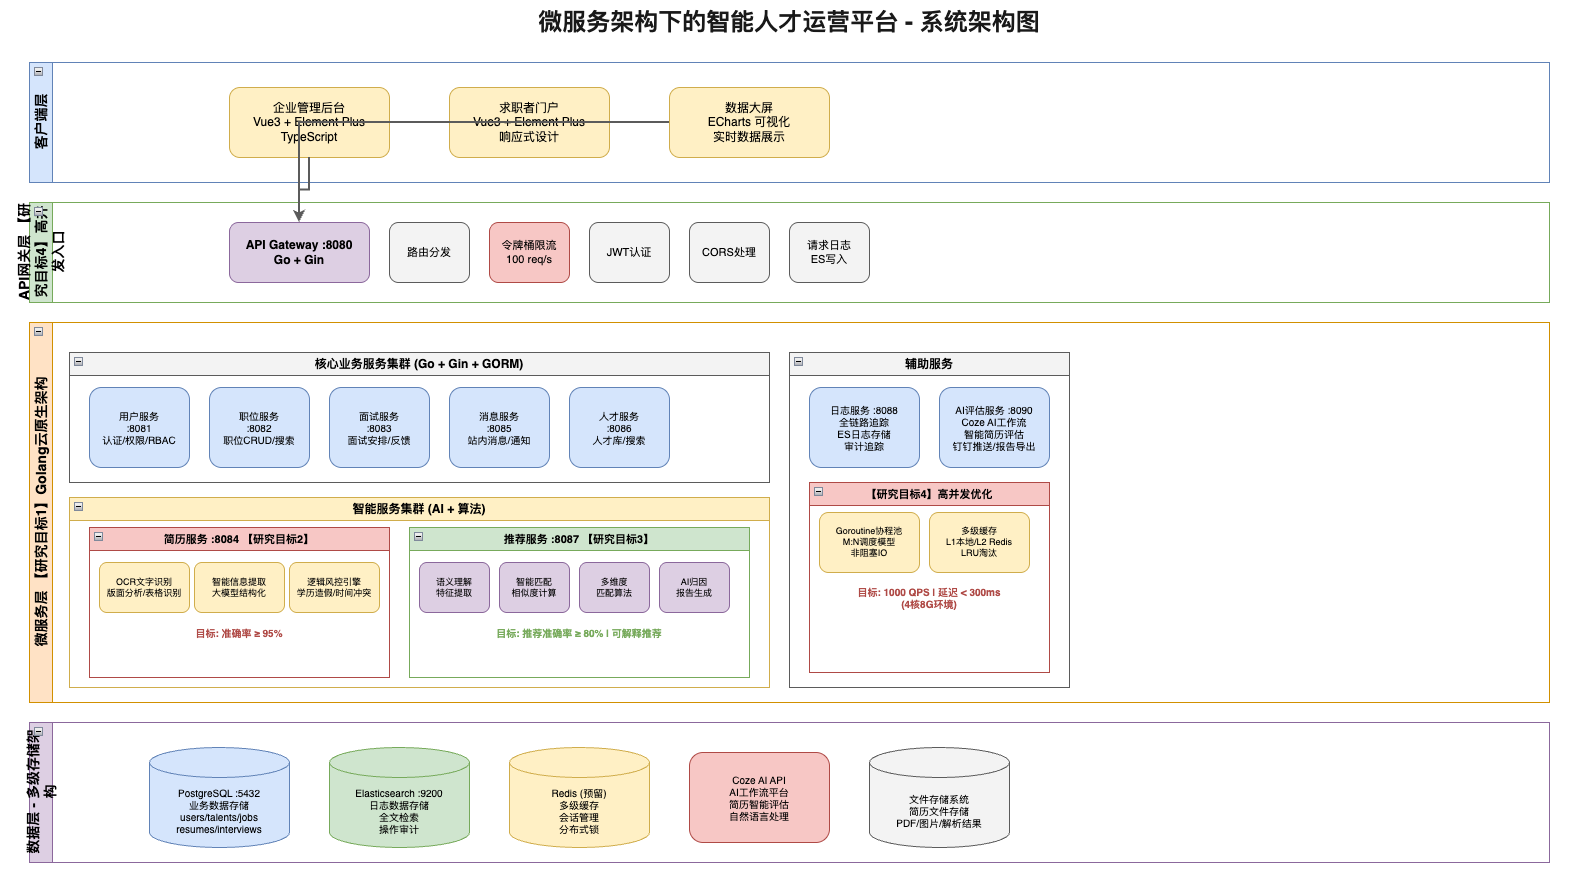 微服务架构下的智能人才运营平台 - 系统架构图
客户端层
企业管理后台
Vue3 + Element Plus
TypeScript
求职者门户
Vue3 + Element Plus
响应式设计
数据大屏
ECharts 可视化
实时数据展示
API网关层 【研
究目标4】高并
发入口
API Gateway :8080
Go + Gin
路由分发
令牌桶限流
100 req/s
JWT认证
CORS处理
请求日志
ES写入
微服务层 【研究目标1】Golang云原生架构
核心业务服务集群 (Go + Gin + GORM)
用户服务
:8081
认证/权限/RBAC
职位服务
:8082
职位CRUD/搜索
面试服务
:8083
面试安排/反馈
消息服务
:8085
站内消息/通知
人才服务
:8086
人才库/搜索
智能服务集群 (AI + 算法)
简历服务 :8084 【研究目标2】
OCR文字识别
版面分析/表格识别
智能信息提取
大模型结构化
逻辑风控引擎
学历造假/时间冲突
目标: 准确率 ≥ 95%
推荐服务 :8087 【研究目标3】
语义理解
特征提取
智能匹配
相似度计算
多维度
匹配算法
AI归因
报告生成
目标: 推荐准确率 ≥ 80% | 可解释推荐
辅助服务
日志服务 :8088
全链路追踪
ES日志存储
审计追踪
AI评估服务 :8090
Coze AI工作流
智能简历评估
钉钉推送/报告导出
【研究目标4】高并发优化
Goroutine协程池
M:N调度模型
非阻塞IO
多级缓存
L1本地/L2 Redis
LRU淘汰
目标: 1000 QPS | 延迟 < 300ms
(4核8G环境)
数据层 - 多级存储架
构
PostgreSQL :5432
业务数据存储
users/talents/jobs
resumes/interviews
Elasticsearch :9200
日志数据存储
全文检索
操作审计
Redis (预留)
多级缓存
会话管理
分布式锁
Coze AI API
AI工作流平台
简历智能评估
自然语言处理
文件存储系统
简历文件存储
PDF/图片/解析结果